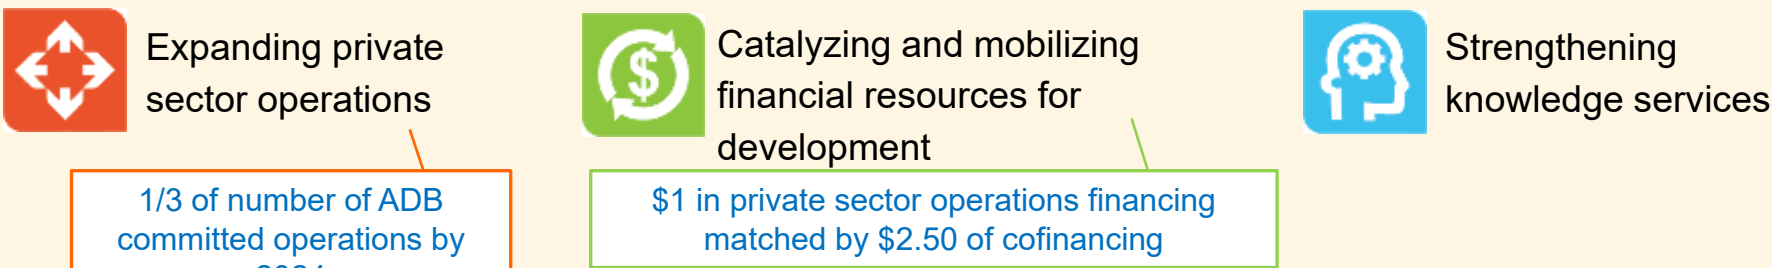 Expanding private
sector operations
1/3 of number of ADB
committed operations by
Catalyzing and mobilizing
financial resources for
development
$1 in private sector operations financing
matched by $2.50 of cofinancing
Strengthening
knowledge services